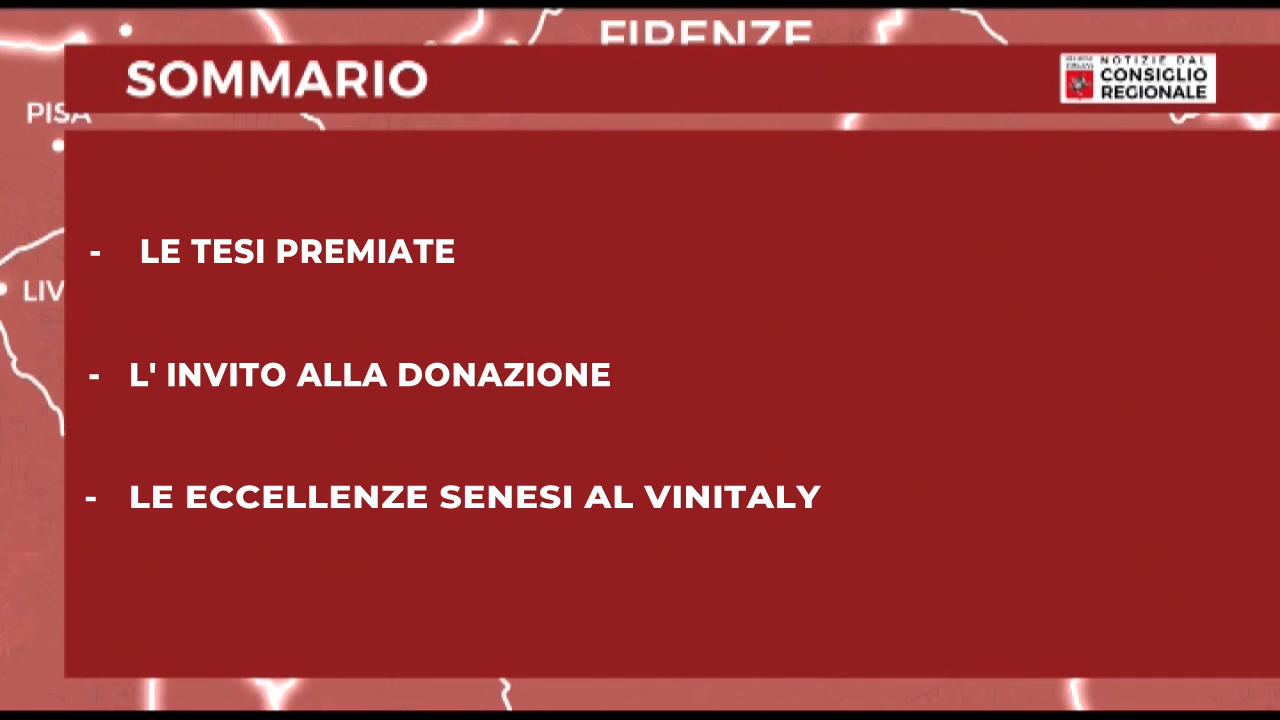 FIRENZE
SOMMARIO
NOTIZIE DAL
CONSIGLIO
REGIONALE
PISA
- LE TESI PREMIATE
LIV
- L' INVITO ALLA DONAZIONE
- LE ECCELLENZE SENESI AL VINITALY